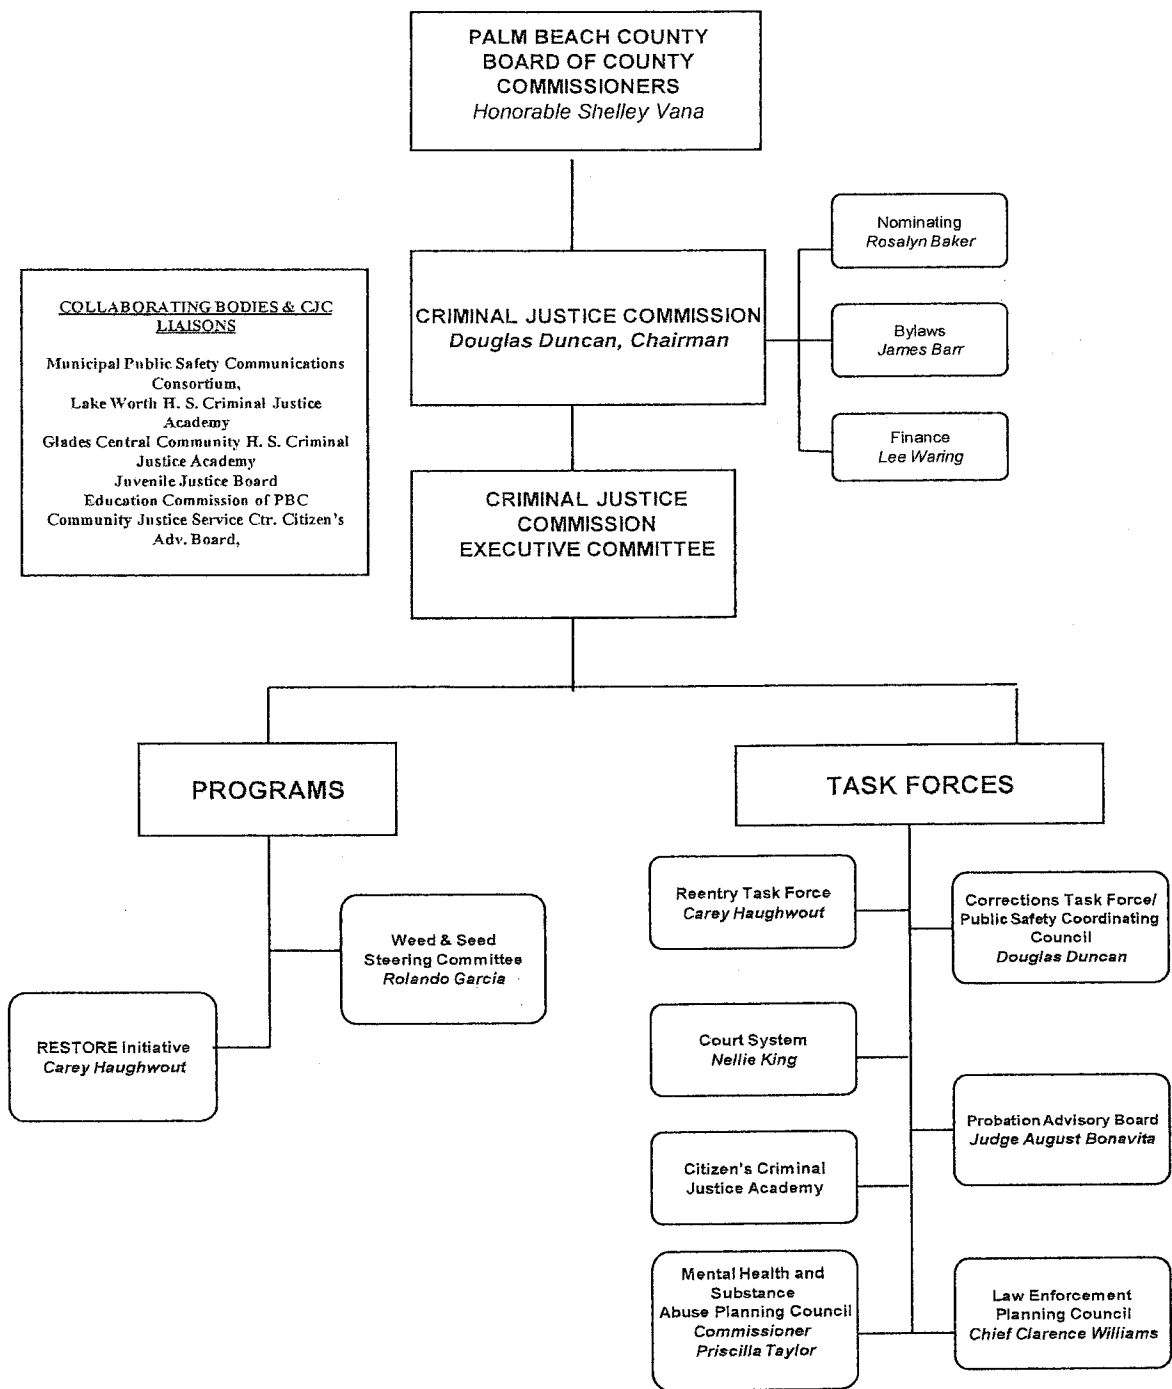 PALM BEACH COUNTY
BOARD OF COUNTY
COMMISSIONERS
Honorable Shelley Vana
Nominating
Rosalyn Baker
COLLABORATING BODIES & CJC
LIAISONS
Municipal Public Safety Communications
Consortium,
Lake Worth H. S. Criminal Justice
Academy
Glades Central Community H. S. Criminal
Justice Academy
Juvenile Justice Board
Education Commission of PBC
Community Justice Service Ctr. Citizen's
Adv. Board,
CRIMINAL JUSTICE COMMISSION
Douglas Duncan, Chairman
Bylaws
James Barr
Finance
Lee Waring
CRIMINAL JUSTICE
COMMISSION
EXECUTIVE COMMITTEE
PROGRAMS
TASK FORCES
Weed & Seed
Steering Committee
Rolando Garcia
RESTORE Initiative
Carey Haughwout
Reentry Task Force
Carey Haughwout
Corrections Task Force/
Public Safety Coordinating
Council
Douglas Duncan
Court System
Nellie King
Probation Advisory Board
Judge August Bonavita
Citizen's Criminal
Justice Academy
Mental Health and
Substance
Abuse Planning Council
Commissioner
Priscilla Taylor
Law Enforcement
Planning Council
Chief Clarence Williams